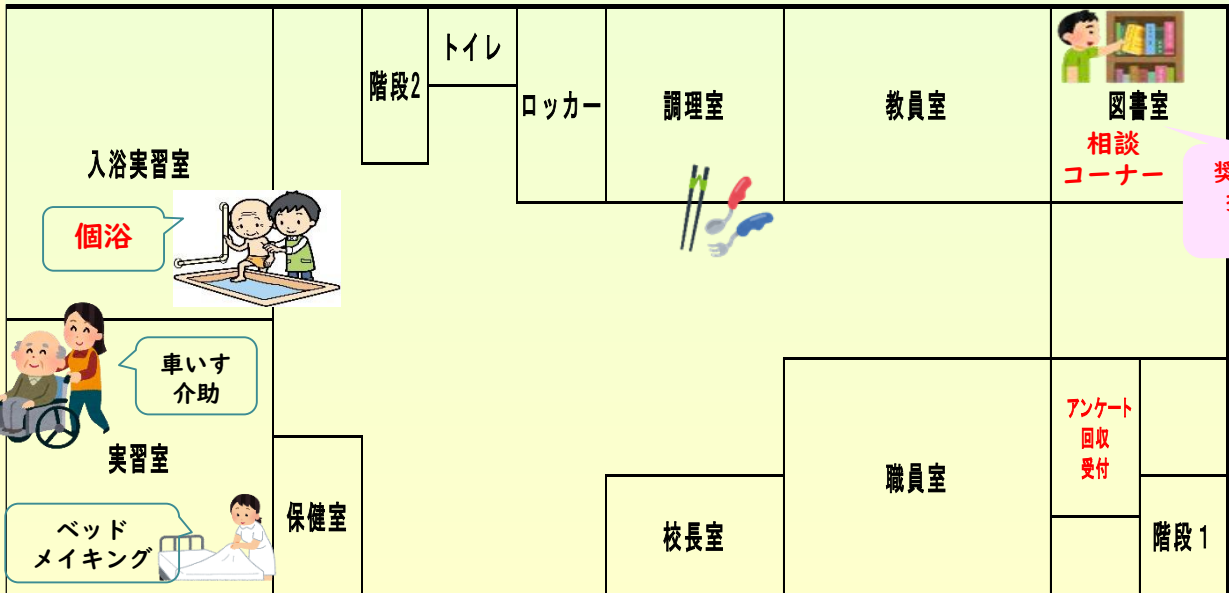 トイレ
階段2
ロッカー
調理室
教員室
図書室
相談
コーナー
入浴実習室
個浴
車いす
介助
実習室
ベッド
メイキング
保健室
校長室
職員室
アンケート
回収
受付
階段1